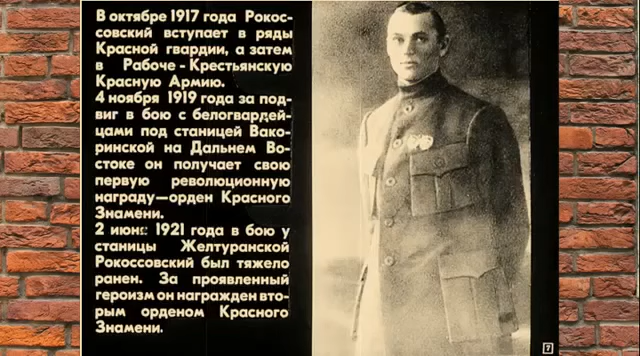 В октябре 1917 года Рокос-
совский вступает в ряды
Красной гвардии, а затем
в Рабоче-Крестьянскую
Красную Армию.
4 ноября 1919 года за под-
виг в бою с белогвардей-
цами под станицей Вако-
ринской на Дальнем Во-
стоке он получает свою
первую революционную
награду—орден Красного
Знамени.
2 июня 1921 года в бою у
станицы Желтуранской
Рокоссовский был тяжело
ранен. За проявленный
героизм он награжден вто-
рым орденом Красного
Знамени.
7